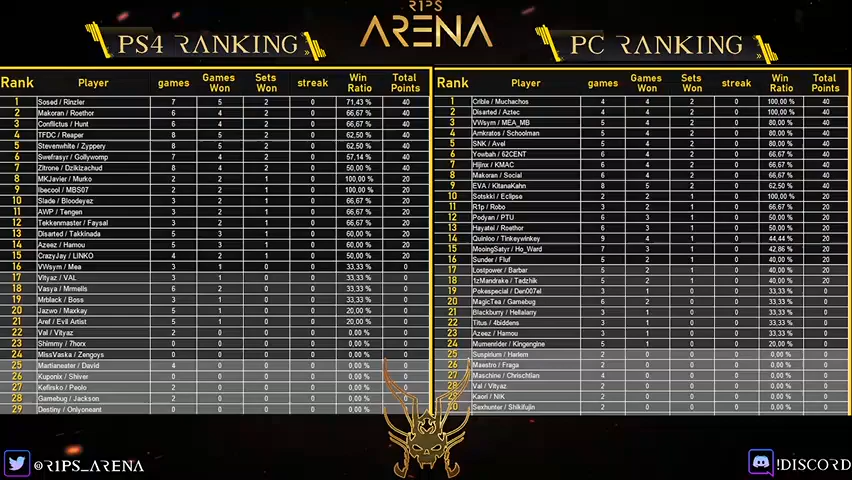 R1PS
ARENA
PS4 RANKING
Rank Player games Games Won Sets Won streak Win Ratio Total Points
1 Sosed / Rinzler 7 5 2 0 71,43 % 40
2 Makoran / Roethor 6 4 2 0 66,67 % 40
3 Conflictus / Hunt 6 4 2 0 66,67 % 40
4 TFDC / Reaper 8 5 2 0 62,50 % 40
5 Stevenwhite / Zyppery 8 5 2 0 62,50 % 40
6 Swefrasyr / Gollywomp 7 4 2 0 57,14 % 40
7 Zitrone / Dzikizachud 8 4 2 0 50,00 % 40
8 MKJavier / Murko 2 2 1 0 100,00 % 20
9 Ibecool / MBS07 2 2 1 0 100,00 % 20
10 Slade / Bloodeyez 3 2 1 0 66,67 % 20
11 AWP / Tengen 3 2 1 0 66,67 % 20
12 Tekkenmaster / Faysal 3 2 1 0 66,67 % 20
13 Disarted / Takkinada 5 3 1 0 60,00 % 20
14 Azeez / Hamou 5 3 1 0 60,00 % 20
15 CrazyJay / LINKO 4 2 1 0 50,00 % 20
16 VWsym / Mea 3 1 0 0 33,33 % 0
17 Vityaz / VAL 3 1 0 0 33,33 % 0
18 Vasya / Mrmells 6 2 0 0 33,33 % 0
19 Mrblack / Boss 3 1 0 0 33,33 % 0
20 Jazwo / Maxkay 5 1 0 0 20,00 % 0
21 Aref / Evil Artist 5 1 0 0 20,00 % 0
22 Val / Vityaz 2 0 0 0 0,00 % 0
23 Shimmy / 7horx 0 0 0 0 0,00 % 0
24 MissVaska / Zengoys 0 0 0 0 0,00 % 0
25 Martianeater / David 4 0 0 0 0,00 % 0
26 Kuponix / Shiver 0 0 0 0 0,00 % 0
27 Kefirsko / Paolo 2 0 0 0 0,00 % 0
28 Gamebug / Jackson 2 0 0 0 0,00 % 0
29 Destiny / Onlyoneant 0 0 0 0 0,00 % 0
PC RANKING
Rank Player games Games Won Sets Won streak Win Ratio Total Points
1 Crible / Muchachos 4 4 2 0 100,00 % 40
2 Disarted / Aztec 4 4 2 0 100,00 % 40
3 VWsym / MEA_MB 5 4 2 0 80,00 % 40
4 Amkratos / Schoolman 5 4 2 0 80,00 % 40
5 SNK / Avel 5 4 2 0 80,00 % 40
6 Yowbah / 62CENT 6 4 2 0 66,67 % 40
7 Hijinx / KMAC 6 4 2 0 66,67 % 40
8 Makoran / Social 6 4 2 0 66,67 % 40
9 EVA / KitanaKahn 8 5 2 0 62,50 % 40
10 Sotskki / Eclipse 2 2 1 0 100,00 % 20
11 R1p / Robo 3 2 1 0 66,67 % 20
12 Podyan / PTU 6 3 1 0 50,00 % 20
13 Hayatei / Roethor 6 3 1 0 50,00 % 20
14 Quinloo / Tinkeywinkey 9 4 1 0 44,44 % 20
15 MooingSatyr / Ho_Ward 7 3 1 0 42,86 % 20
16 Sunder / Fluf 5 2 1 0 40,00 % 20
17 Lostpower / Barbar 5 2 1 0 40,00 % 20
18 1zMandrake / Tadzhik 5 2 1 0 40,00 % 20
19 Pokespecial / Den007el 3 1 0 0 33,33 % 0
20 MagicTea / Gamebug 6 2 0 0 33,33 % 0
21 Blackburry / Hellalarry 3 1 0 0 33,33 % 0
22 Titus / 4biddens 3 1 0 0 33,33 % 0
23 Azeez / Hamou 3 1 0 0 33,33 % 0
24 Mumenrider / Kingengine 5 1 0 0 20,00 % 0
25 Suspirium / Harlem 2 0 0 0 0,00 % 0
26 Maestro / Fraga 2 0 0 0 0,00 % 0
27 Maschine / Chrischtian 4 0 0 0 0,00 % 0
28 Val / Vityaz 2 0 0 0 0,00 % 0
29 Kaori / NIK 2 0 0 0 0,00 % 0
30 Sexhunter / Shikifujin 2 0 0 0 0,00 % 0
@R1PS_ARENA
!DISCORD